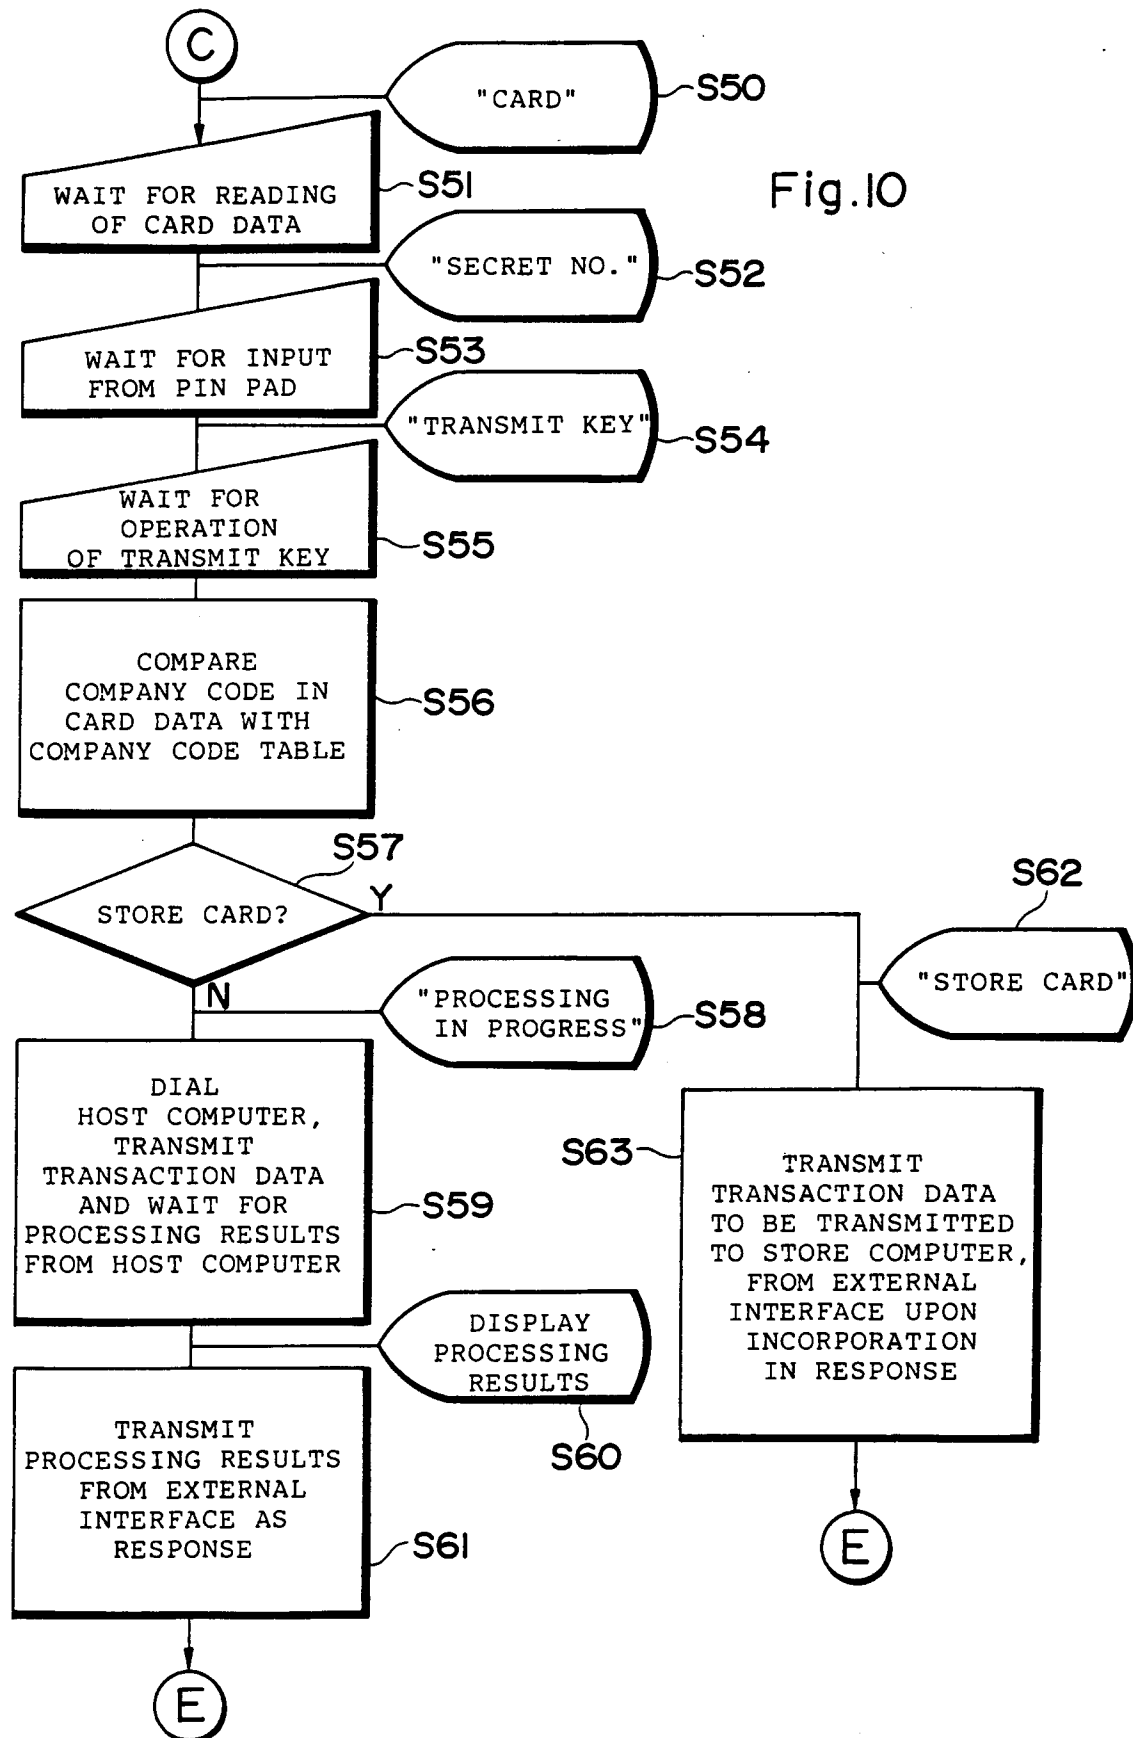 C
"CARD"
S50
WAIT FOR READING
OF CARD DATA
S51
Fig.10
"SECRET NO."
S52
WAIT FOR INPUT
FROM PIN PAD
S53
"TRANSMIT KEY"
S54
WAIT FOR
OPERATION
OF TRANSMIT KEY
S55
COMPARE
COMPANY CODE IN
CARD DATA WITH
COMPANY CODE TABLE
S56
S57
STORE CARD?
Y
N
S62
"STORE CARD"
"PROCESSING
IN PROGRESS"
S58
DIAL
HOST COMPUTER,
TRANSMIT
TRANSACTION DATA
AND WAIT FOR
PROCESSING RESULTS
FROM HOST COMPUTER
S59
S63
TRANSMIT
TRANSACTION DATA
TO BE TRANSMITTED
TO STORE COMPUTER,
FROM EXTERNAL
INTERFACE UPON
INCORPORATION
IN RESPONSE
DISPLAY
PROCESSING
RESULTS
S60
TRANSMIT
PROCESSING RESULTS
FROM EXTERNAL
INTERFACE AS
RESPONSE
S61
E
E